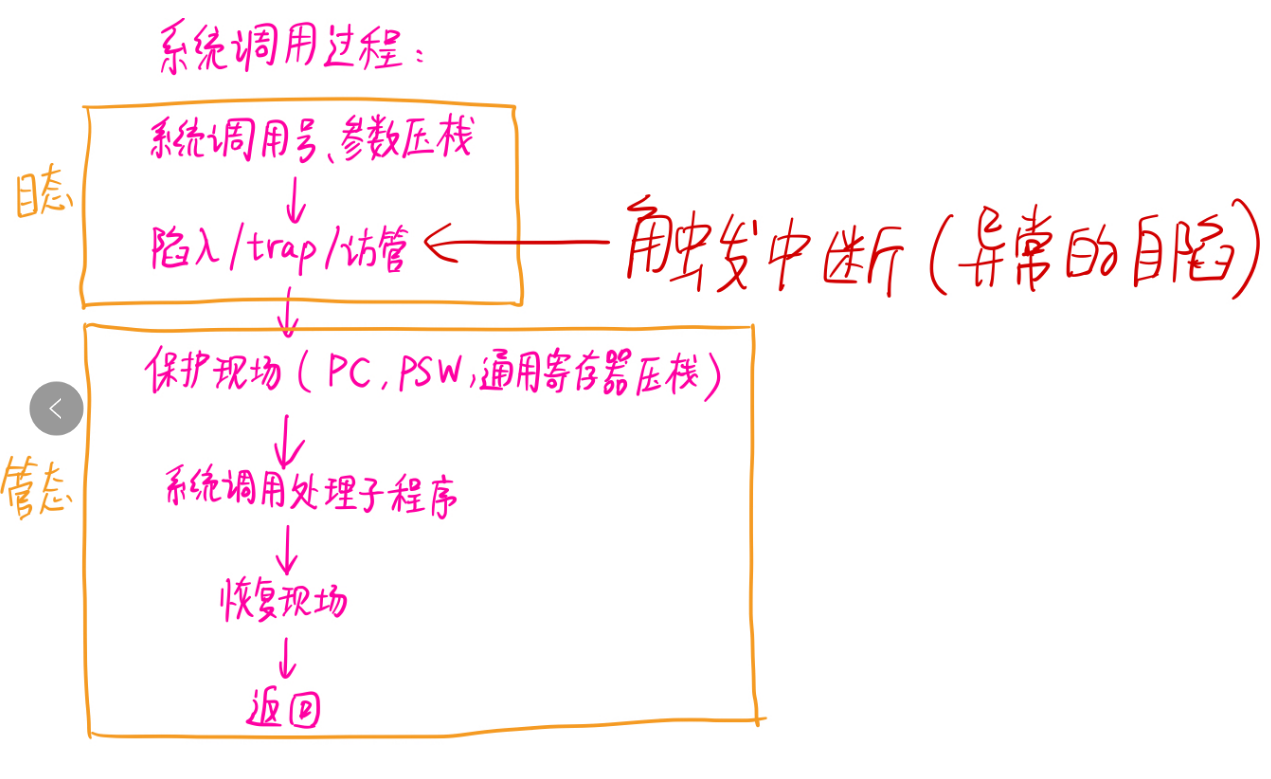 系统调用过程:
系统调用号、参数压栈
目态
陷入/trap/访管
触发中断(异常的自陷)
保护现场(PC,PSW,通用寄存器压栈)
管态
系统调用处理子程序
恢复现场
返回